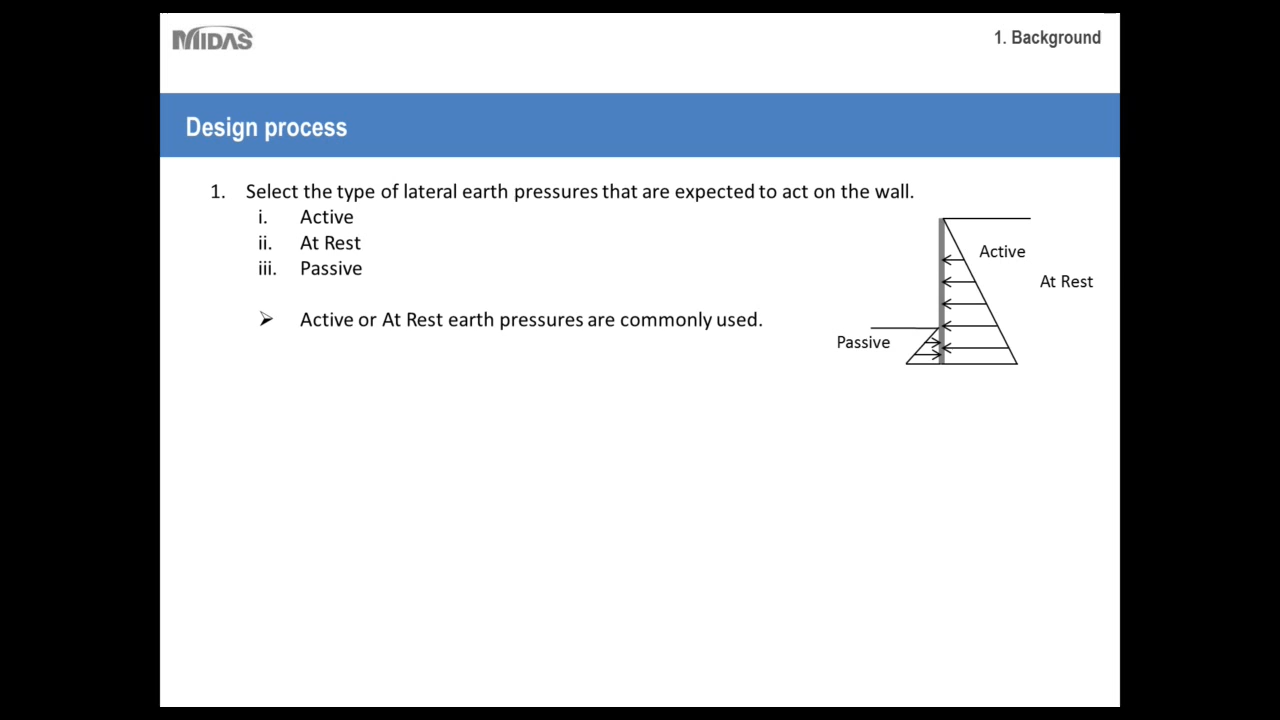 MIDAS
1. Background
Design process
1. Select the type of lateral earth pressures that are expected to act on the wall.
i. Active
ii. At Rest
iii. Passive
➢ Active or At Rest earth pressures are commonly used.
Active
At Rest
Passive